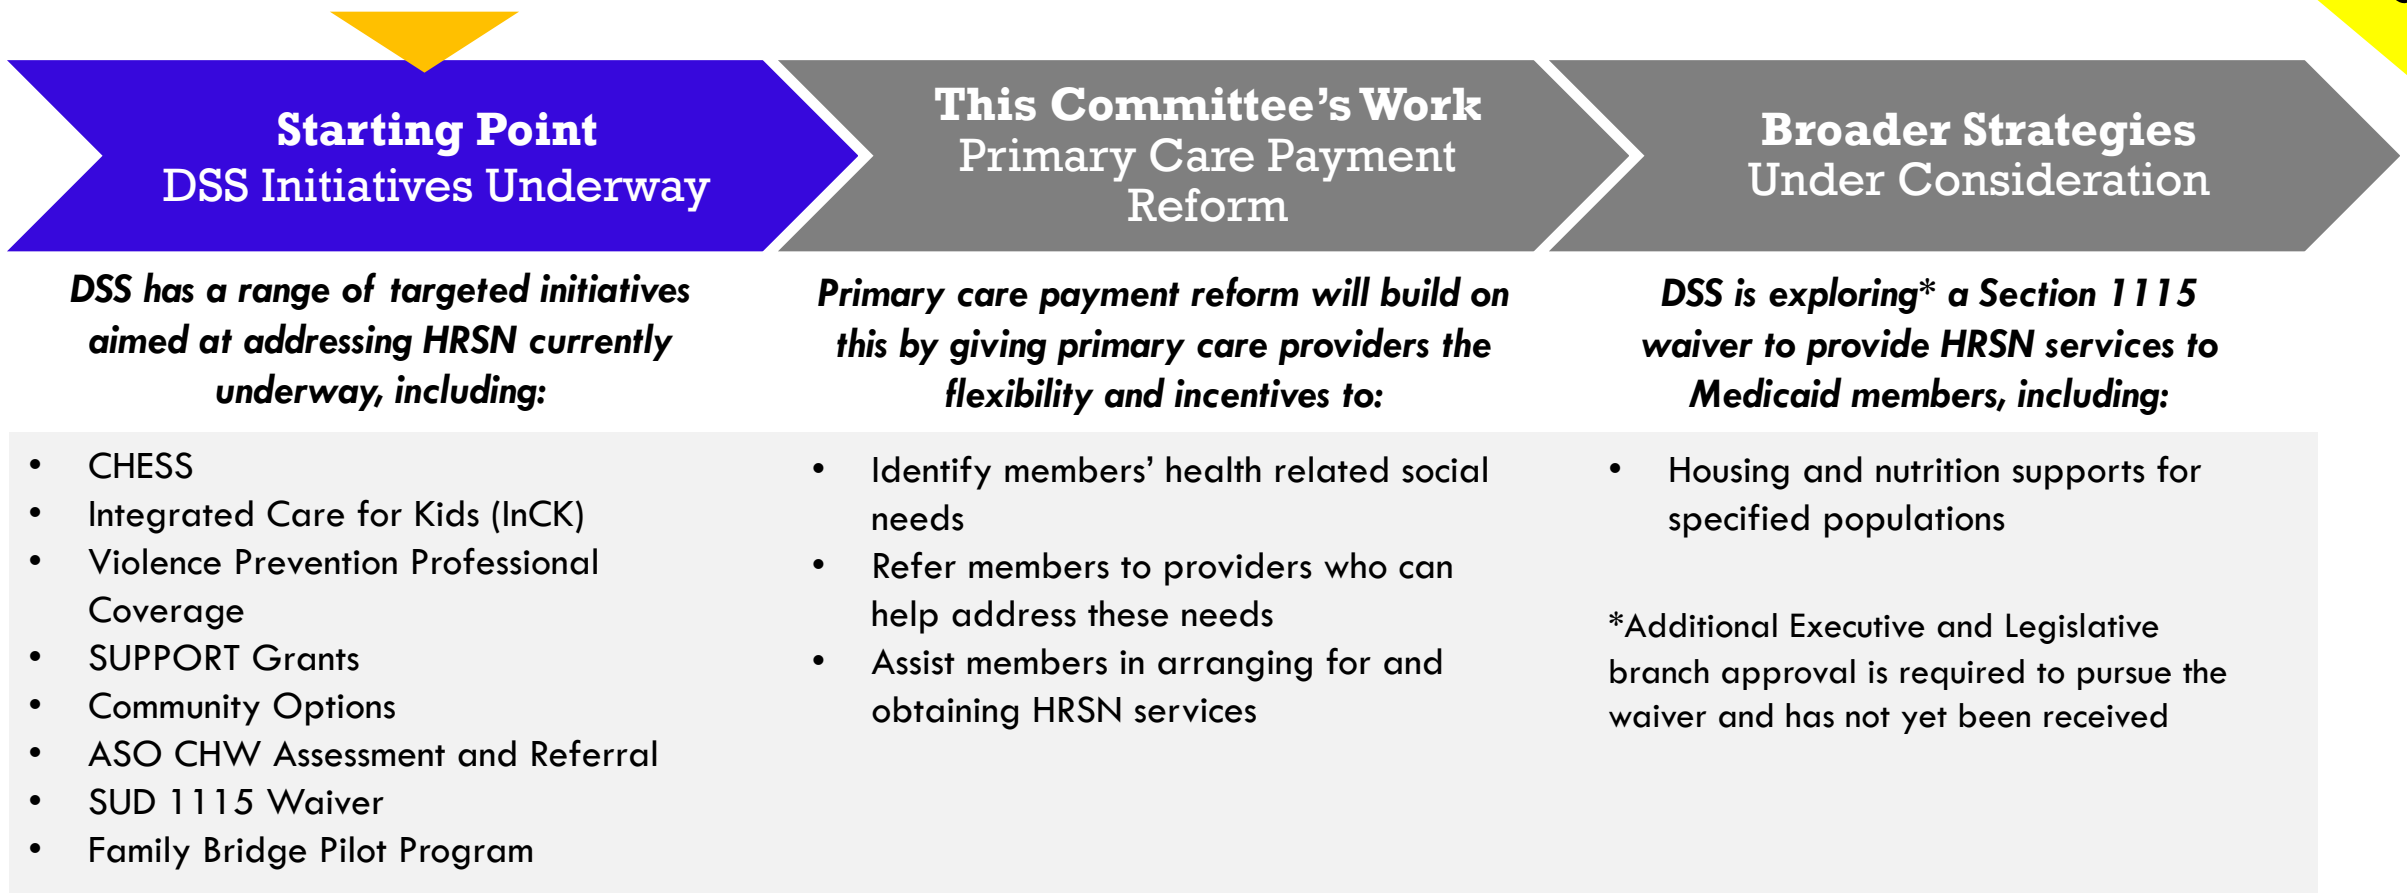 Starting Point
DSS Initiatives Underway
This Committee's Work
Primary Care Payment
Reform
Broader Strategies
Under Consideration
DSS has a range of targeted initiatives
aimed at addressing HRSN currently
underway, including:
• CHESS
• Integrated Care for Kids (InCK)
• Violence Prevention Professional
Coverage
• SUPPORT Grants
• Community Options
• ASO CHW Assessment and Referral
• SUD 1115 Waiver
• Family Bridge Pilot Program
Primary care payment reform will build on
this by giving primary care providers the
flexibility and incentives to:
• Identify members’ health related social
needs
• Refer members to providers who can
help address these needs
• Assist members in arranging for and
obtaining HRSN services
DSS is exploring* a Section 1115
waiver to provide HRSN services to
Medicaid members, including:
• Housing and nutrition supports for
specified populations
*Additional Executive and Legislative
branch approval is required to pursue the
waiver and has not yet been received